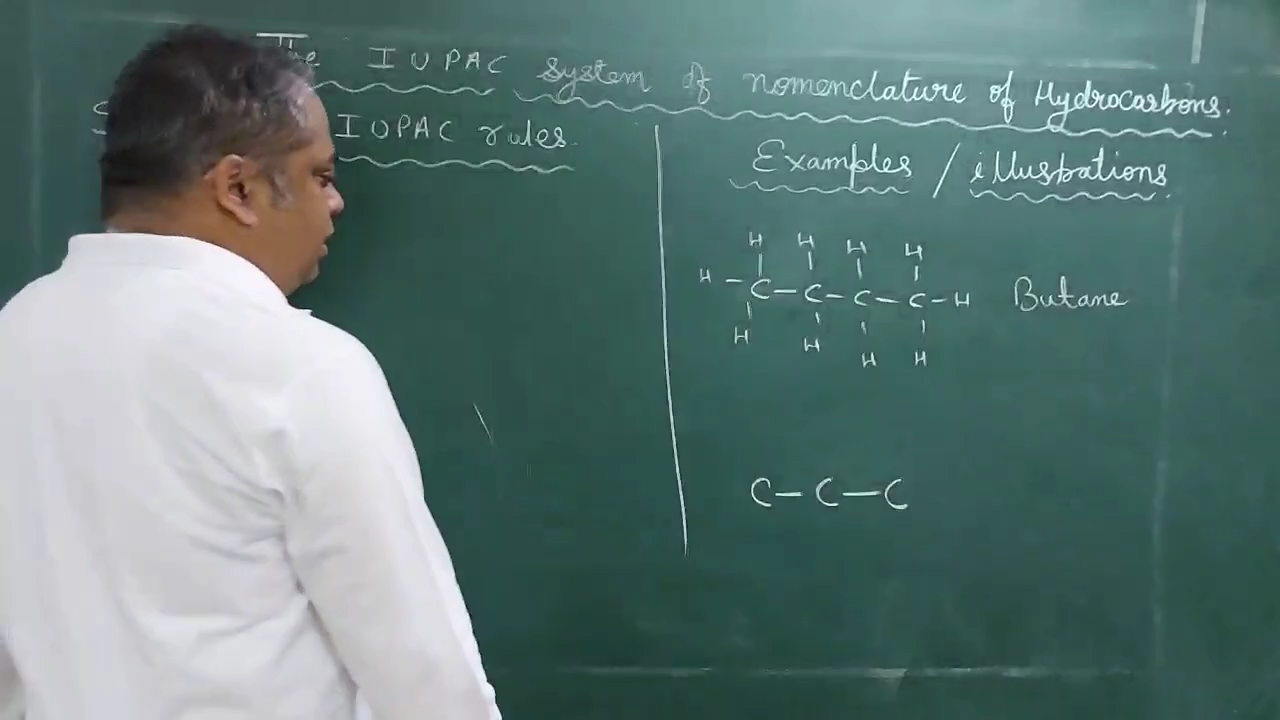 The IUPAC system of nomenclature of Hydrocarbons.
IUPAC rules.
Examples / illustrations
H H H H
H - C - C - C - C - H Butane
H H H H
C - C - C